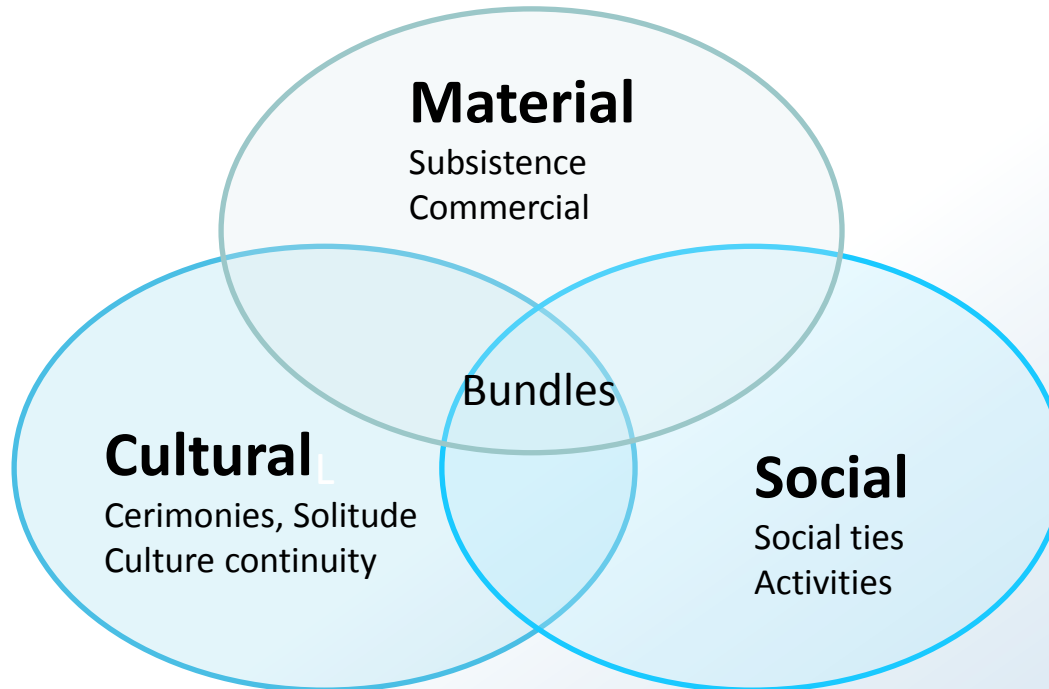 Material
Subsistence
Commercial
Bundles
Cultural L
Cerimonies, Solitude
Culture continuity
Social
Social ties
Activities